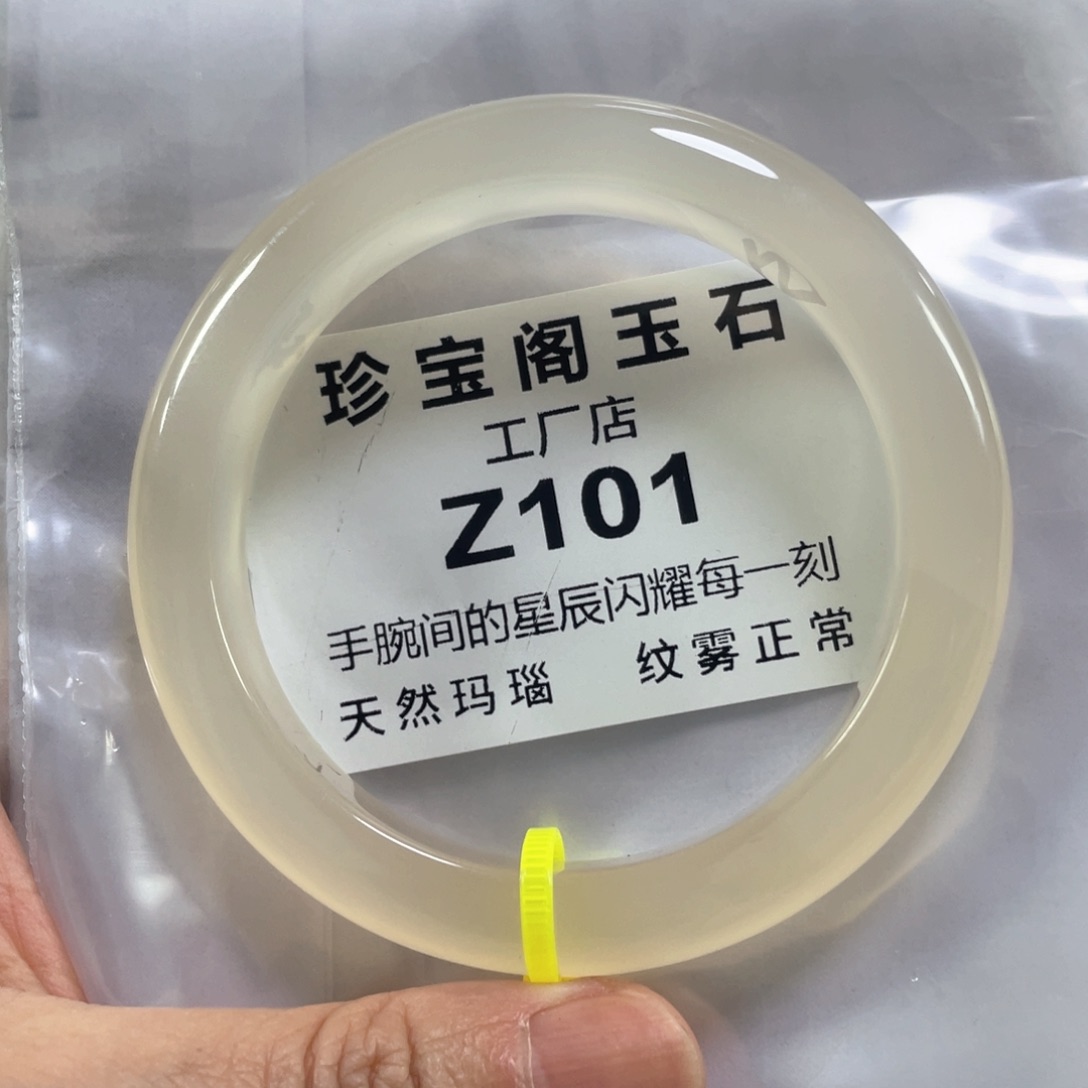 珍宝阁玉石
工厂店
Z101
手腕间的星辰闪耀每一刻
天然玛瑙 纹雾正常